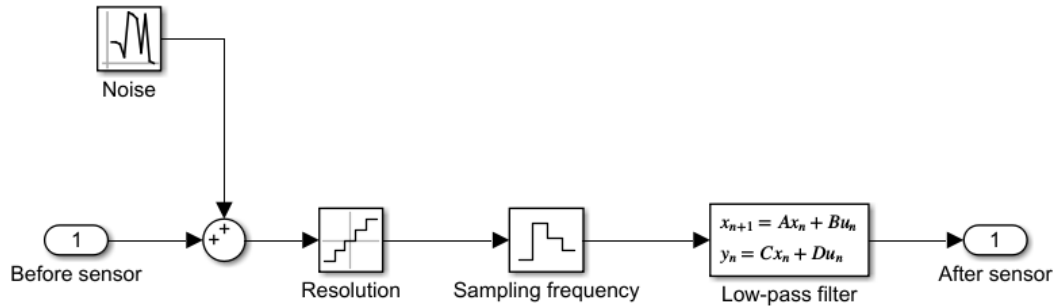 Noise
+
+
1
Before sensor
Resolution
Sampling frequency
x_{n+1} = Ax_n + Bu_n
y_n = Cx_n + Du_n
Low-pass filter
1
After sensor